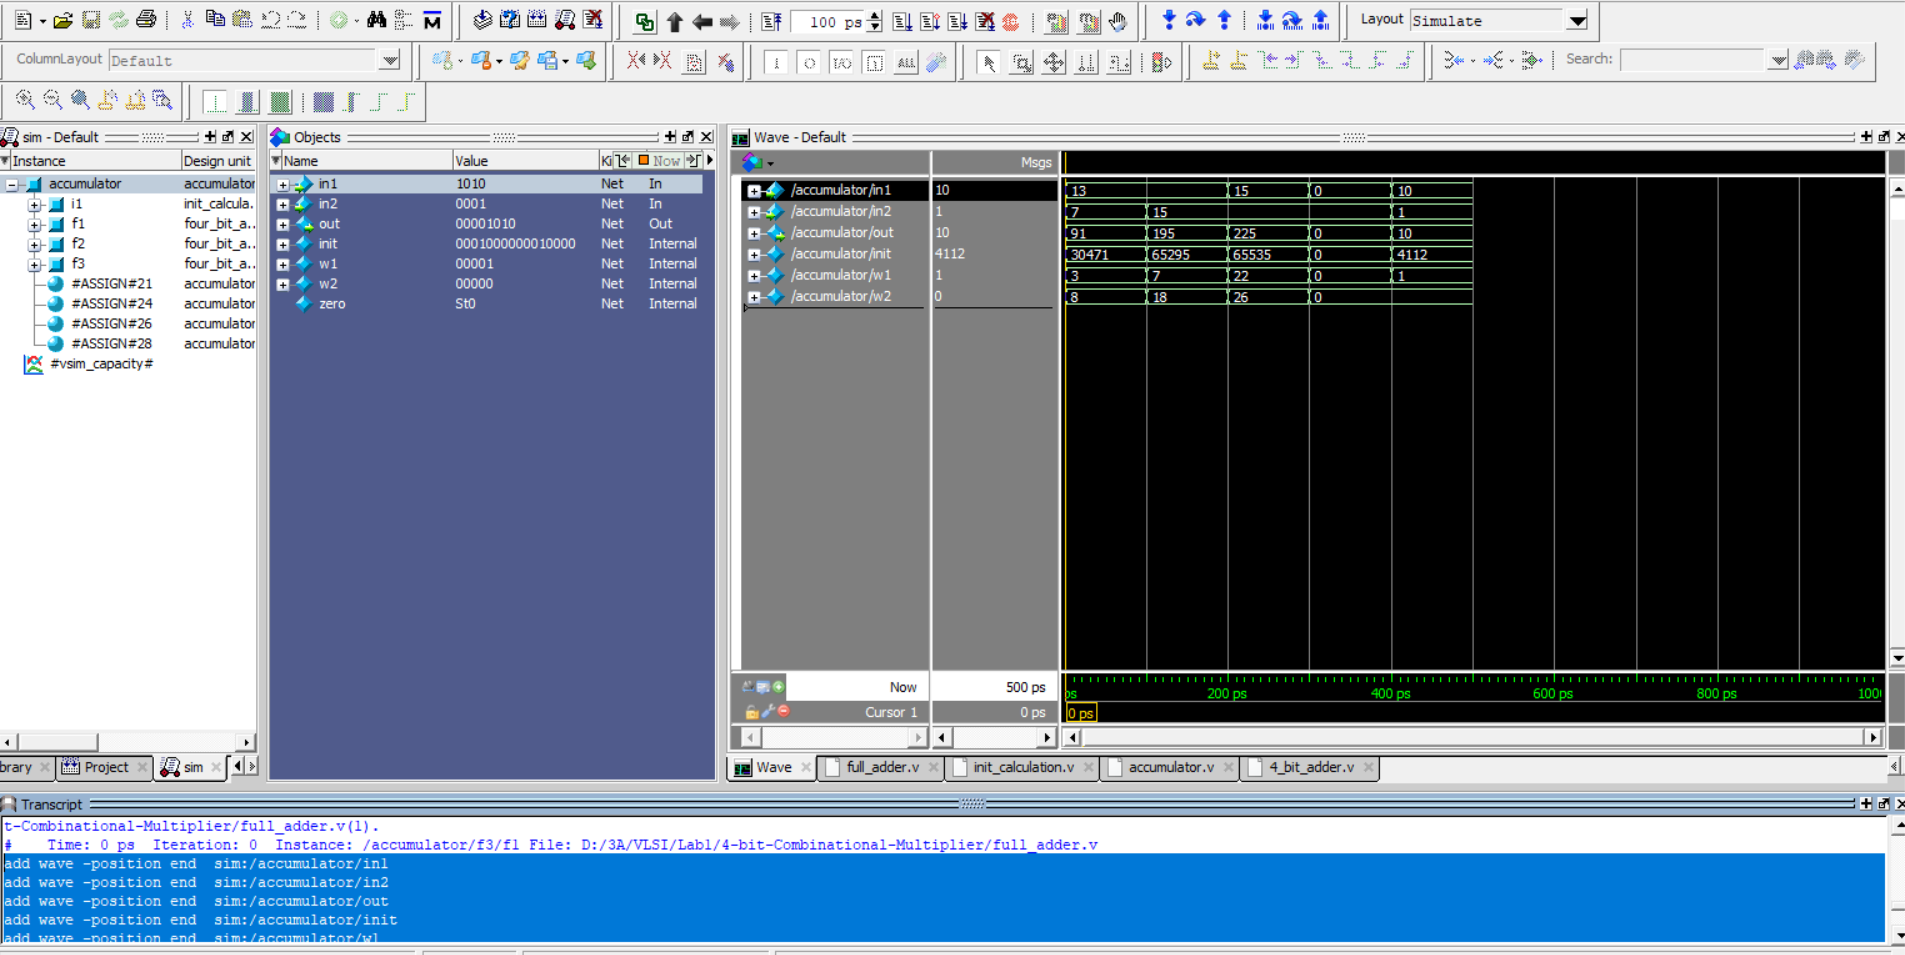 100 ps
Layout Simulate
ColumnLayout Default
I/O
ALL
Search:
sim - Default
Instance Design unit
accumulator accumulator
i1 init_calcula.
f1 four_bit_a..
f2 four_bit_a..
f3 four_bit_a..
#ASSIGN#21 accumulator
#ASSIGN#24 accumulator
#ASSIGN#26 accumulator
#ASSIGN#28 accumulator
#vsim_capacity#
brary Project sim
Objects
Name Value Ki Now
in1 1010 Net In
in2 0001 Net In
out 00001010 Net Out
init 0001000000010000 Net Internal
w1 00001 Net Internal
w2 00000 Net Internal
zero St0 Net Internal
Wave - Default
Msgs
/accumulator/in1 10 13 15 0 10
/accumulator/in2 1 7 15 1
/accumulator/out 10 91 195 225 0 10
/accumulator/init 4112 30471 65295 65535 0 4112
/accumulator/w1 1 3 7 22 0 1
/accumulator/w2 0 8 18 26 0
Now 500 ps ps 200 ps 400 ps 600 ps 800 ps 100
Cursor 1 0 ps 0 ps
Wave full_adder.v init_calculation.v accumulator.v 4_bit_adder.v
Transcript
t-Combinational-Multiplier/full_adder.v(1).
# Time: 0 ps Iteration: 0 Instance: /accumulator/f3/f1 File: D:/3A/VLSI/Lab1/4-bit-Combinational-Multiplier/full_adder.v
add wave -position end sim:/accumulator/in1
add wave -position end sim:/accumulator/in2
add wave -position end sim:/accumulator/out
add wave -position end sim:/accumulator/init
add wave -position end sim:/accumulator/w1